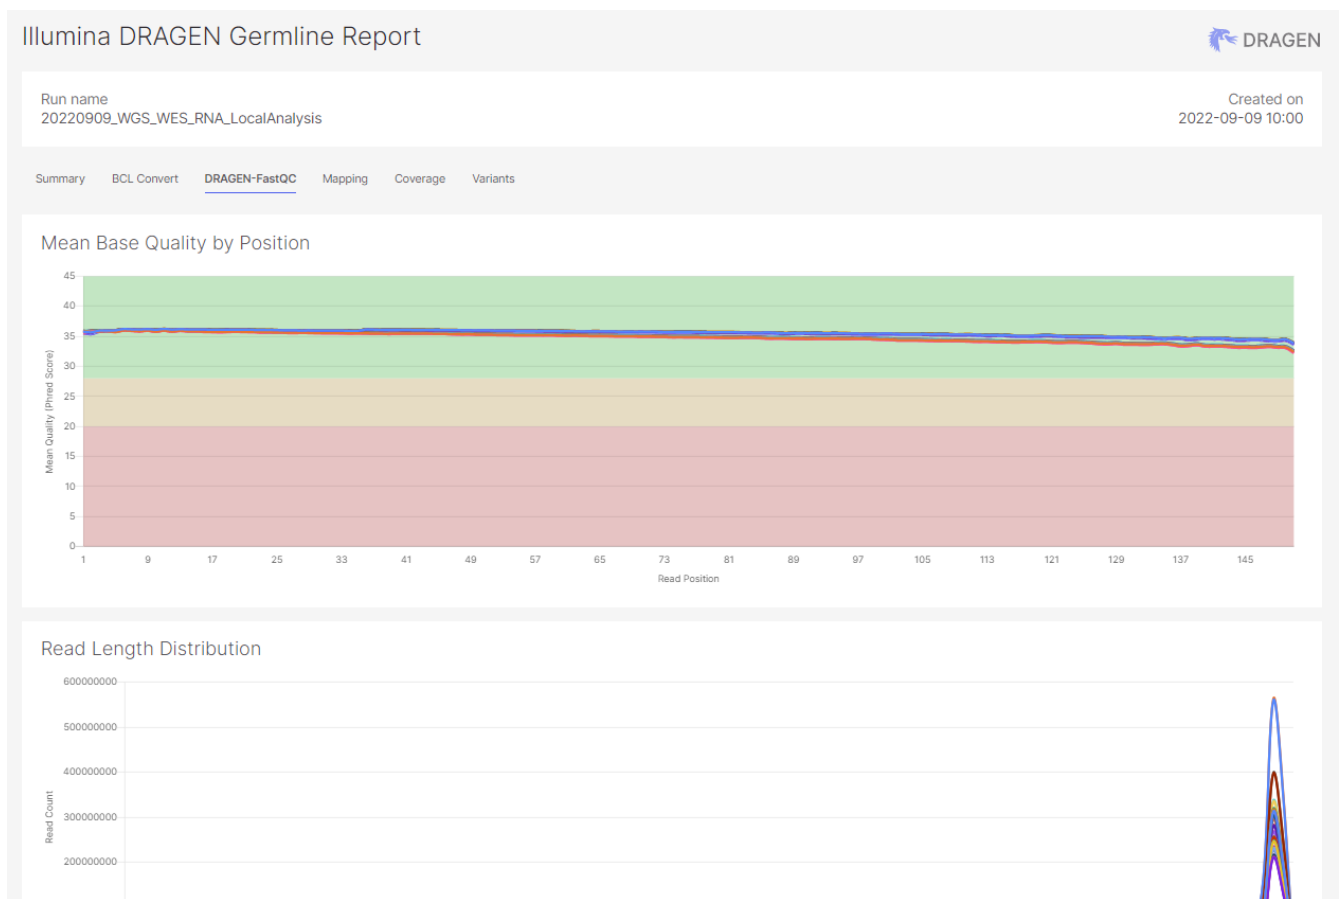 Illumina DRAGEN Germline Report
DRAGEN
Run name
20220909_WGS_WES_RNA_LocalAnalysis
Created on
2022-09-09 10:00
Summary BCL Convert DRAGEN-FastQC Mapping Coverage Variants
Mean Base Quality by Position
Mean Quality (Phred Score)
45
40
35
30
25
20
15
10
5
0
1 9 17 25 33 41 49 57 65 73 81 89 97 105 113 121 129 137 145
Read Position
Read Length Distribution
Read Count
600000000
500000000
400000000
300000000
200000000